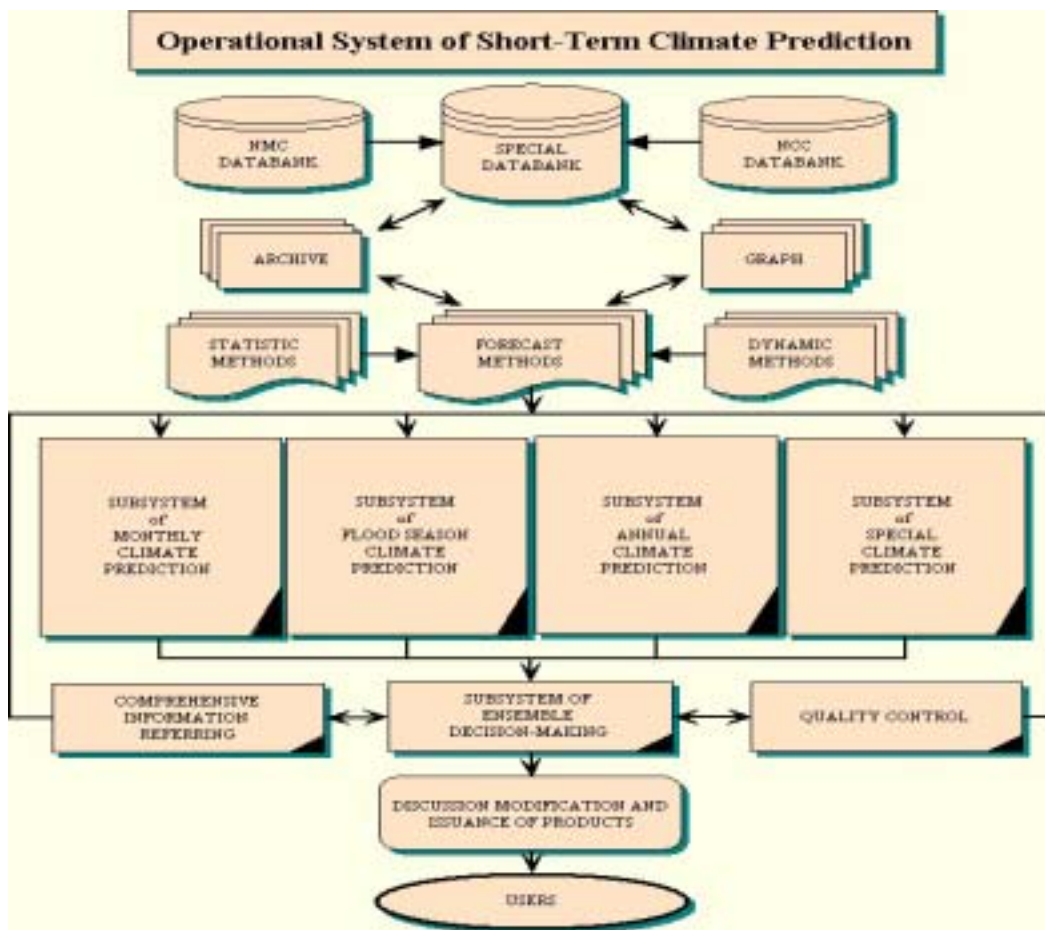 Operational System of Short-Term Climate Prediction
NMC
DATABANK
SPECIAL
DATABANK
NCC
DATABANK
ARCHIVE
GRAPH
STATISTIC
METHODS
FORECAST
METHODS
DYNAMIC
METHODS
SUBSYSTEM
of
MONTHLY
CLIMATE
PREDICTION
SUBSYSTEM
of
FLOOD SEASON
CLIMATE
PREDICTION
SUBSYSTEM
of
ANNUAL
CLIMATE
PREDICTION
SUBSYSTEM
of
SPECIAL
CLIMATE
PREDICTION
COMPREHENSIVE
INFORMATION
REFERRING
SUBSYSTEM OF
ENSEMBLE
DECISION-MAKING
QUALITY CONTROL
DISCUSSION MODIFICATION AND
ISSUANCE OF PRODUCTS
USERS